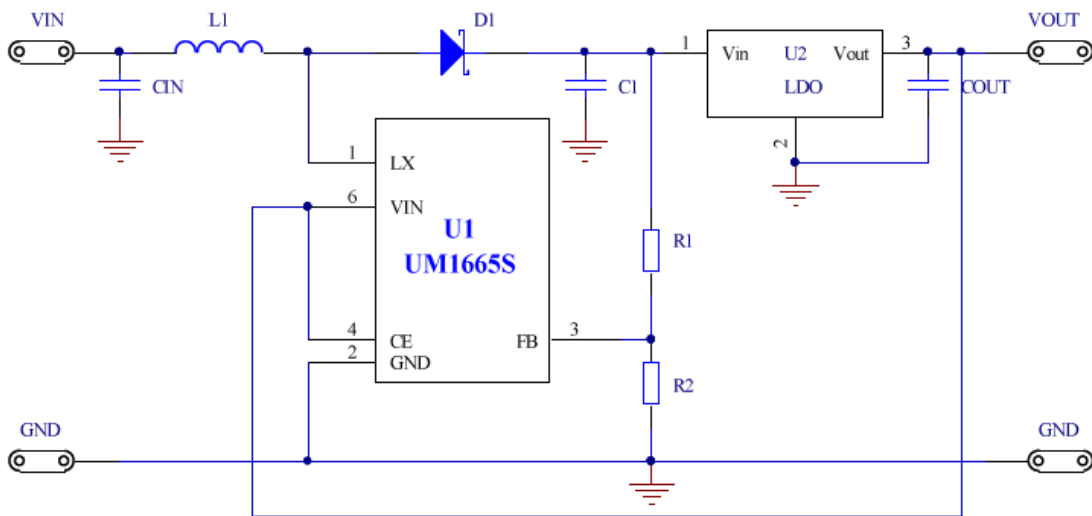 VIN
L1
D1
VOUT
1
Vin
U2
Vout
3
CIN
C1
LDO
COUT
2
1
LX
6
VIN
U1
UM1665S
R1
4
CE
FB
3
2
GND
R2
GND
GND